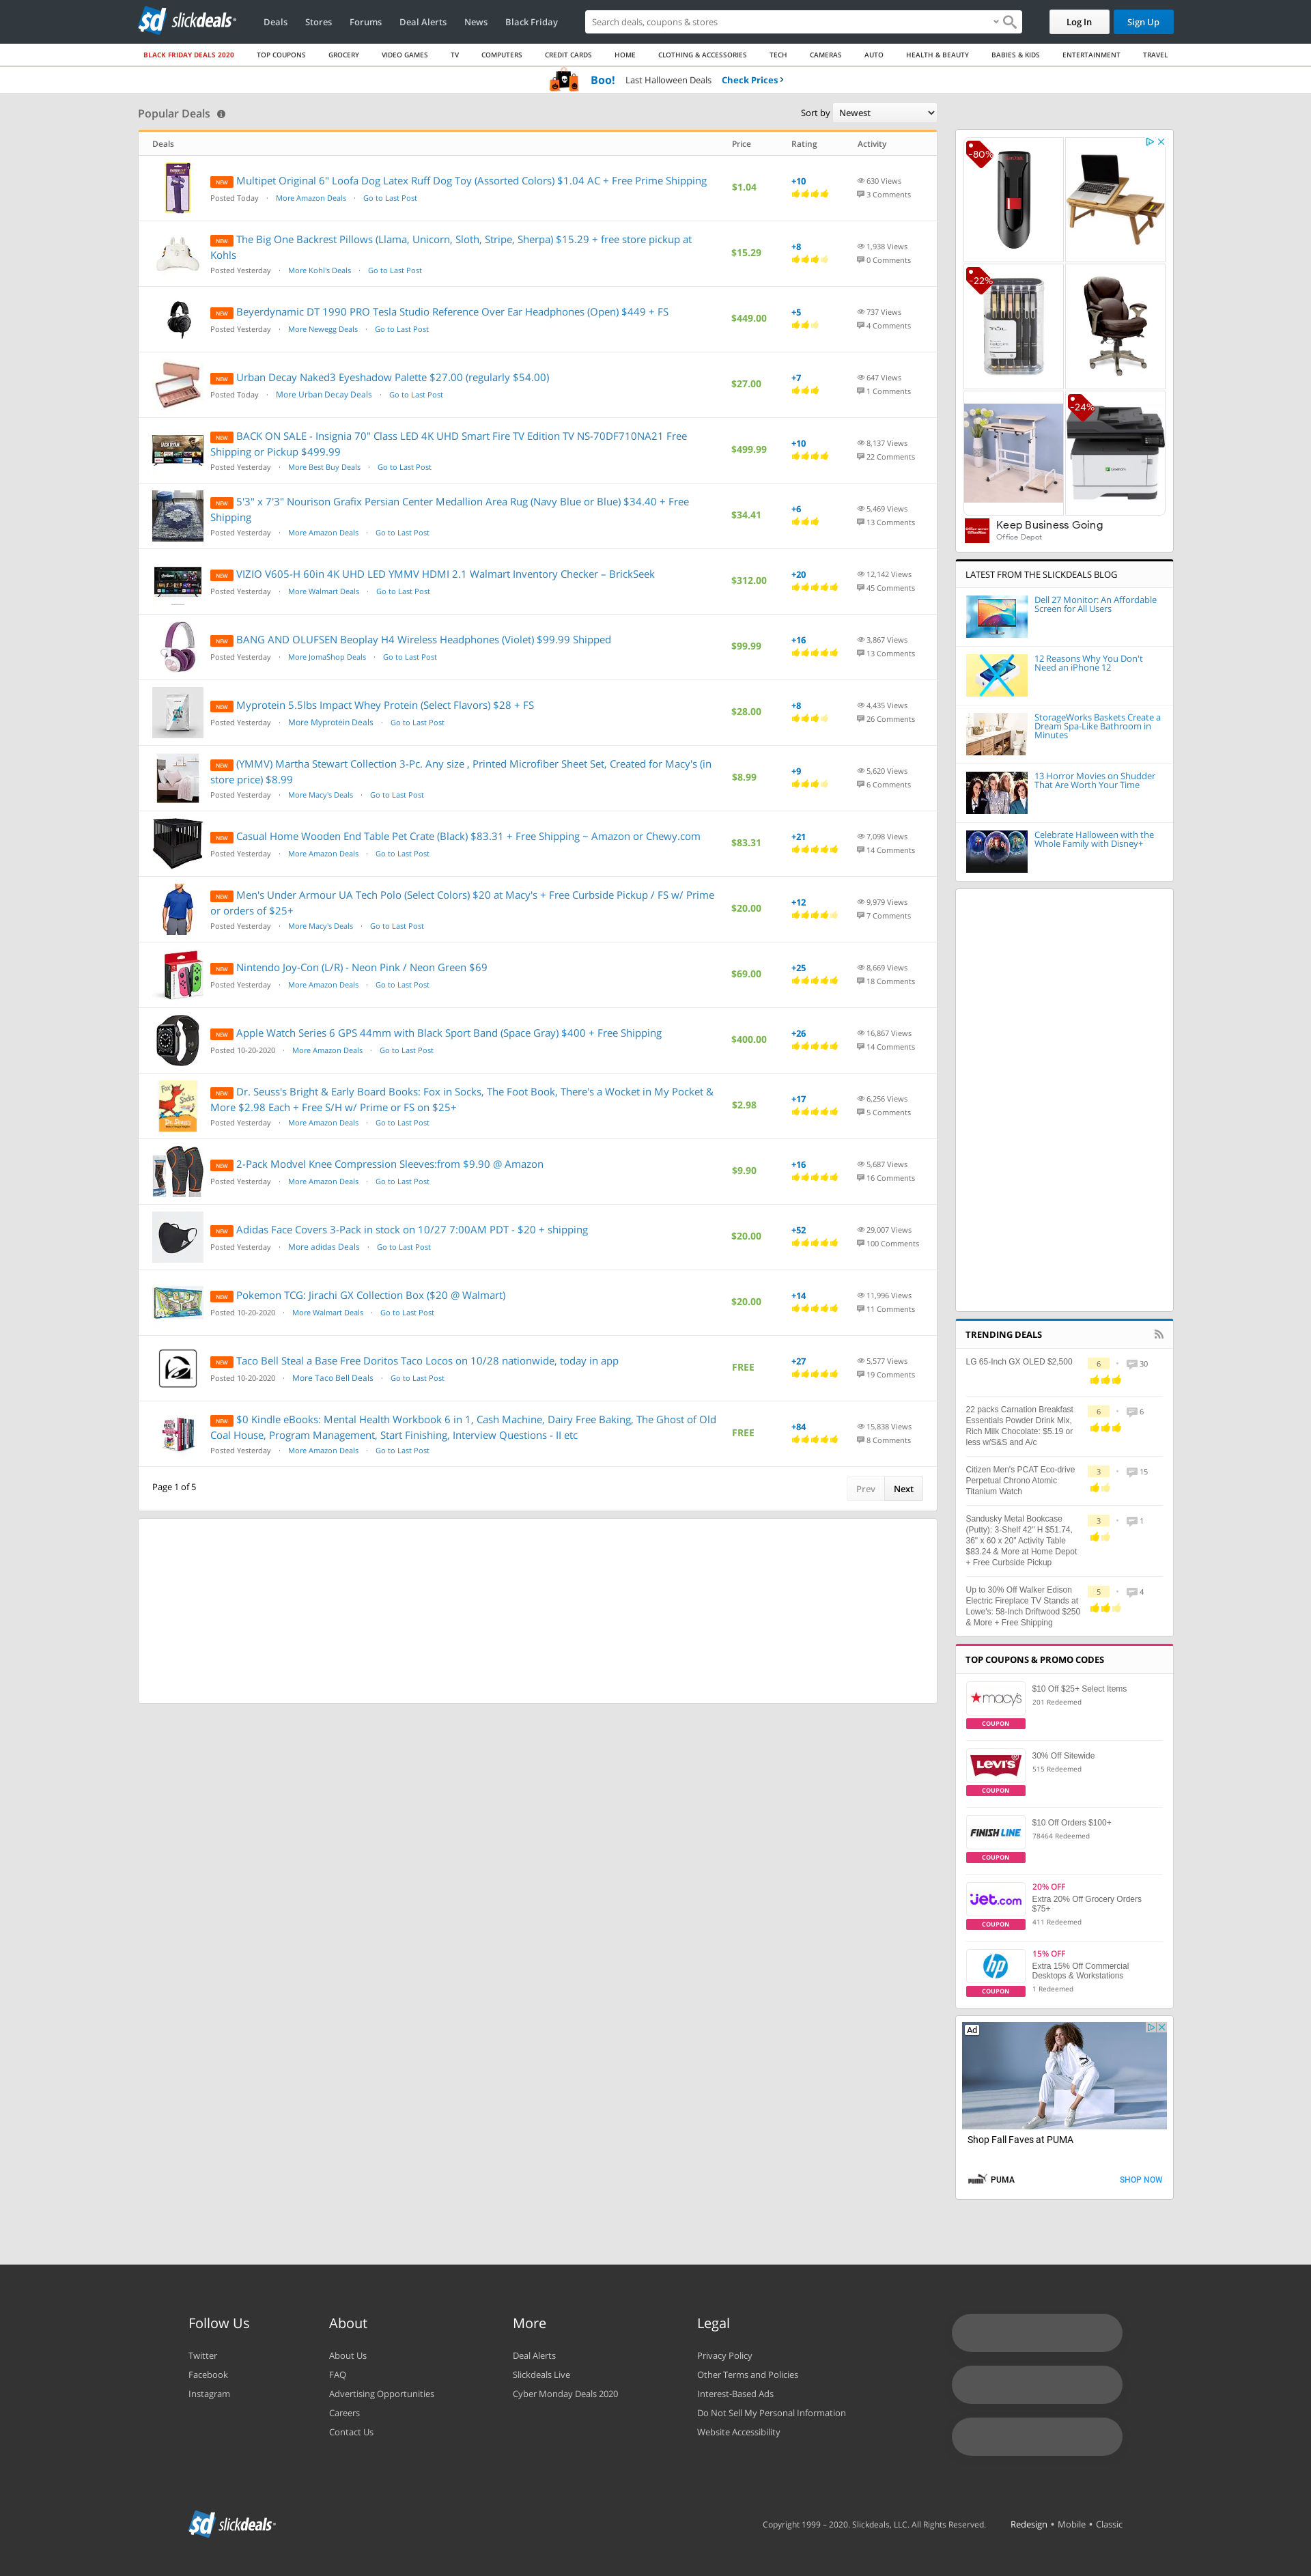 slickdeals
Deals
Stores
Forums
Deal Alerts
News
Black Friday
Search deals, coupons & stores
Log In
Sign Up
BLACK FRIDAY DEALS 2020
TOP COUPONS
GROCERY
VIDEO GAMES
TV
COMPUTERS
CREDIT CARDS
HOME
CLOTHING & ACCESSORIES
TECH
CAMERAS
AUTO
HEALTH & BEAUTY
BABIES & KIDS
ENTERTAINMENT
TRAVEL
Boo! Last Halloween Deals Check Prices
Popular Deals
Sort by Newest
Deals Price Rating Activity
NEW Multipet Original 6" Loofa Dog Latex Ruff Dog Toy (Assorted Colors) $1.04 AC + Free Prime Shipping
Posted Today · More Amazon Deals · Go to Last Post
$1.04
+10
630 Views
3 Comments
NEW The Big One Backrest Pillows (Llama, Unicorn, Sloth, Stripe, Sherpa) $15.29 + free store pickup at
Kohls
Posted Yesterday · More Kohl's Deals · Go to Last Post
$15.29
+8
1,938 Views
0 Comments
NEW Beyerdynamic DT 1990 PRO Tesla Studio Reference Over Ear Headphones (Open) $449 + FS
Posted Yesterday · More Newegg Deals · Go to Last Post
$449.00
+5
737 Views
4 Comments
NEW Urban Decay Naked3 Eyeshadow Palette $27.00 (regularly $54.00)
Posted Today · More Urban Decay Deals · Go to Last Post
$27.00
+7
647 Views
1 Comments
NEW BACK ON SALE - Insignia 70" Class LED 4K UHD Smart Fire TV Edition TV NS-70DF710NA21 Free
Shipping or Pickup $499.99
Posted Yesterday · More Best Buy Deals · Go to Last Post
$499.99
+10
8,137 Views
22 Comments
NEW 5'3" x 7'3" Nourison Grafix Persian Center Medallion Area Rug (Navy Blue or Blue) $34.40 + Free
Shipping
Posted Yesterday · More Amazon Deals · Go to Last Post
$34.41
+6
5,469 Views
13 Comments
NEW VIZIO V605-H 60in 4K UHD LED YMMV HDMI 2.1 Walmart Inventory Checker – BrickSeek
Posted Yesterday · More Walmart Deals · Go to Last Post
$312.00
+20
12,142 Views
45 Comments
NEW BANG AND OLUFSEN Beoplay H4 Wireless Headphones (Violet) $99.99 Shipped
Posted Yesterday · More JomaShop Deals · Go to Last Post
$99.99
+16
3,867 Views
13 Comments
NEW Myprotein 5.5lbs Impact Whey Protein (Select Flavors) $28 + FS
Posted Yesterday · More Myprotein Deals · Go to Last Post
$28.00
+8
4,435 Views
26 Comments
NEW (YMMV) Martha Stewart Collection 3-Pc. Any size , Printed Microfiber Sheet Set, Created for Macy's (in
store price) $8.99
Posted Yesterday · More Macy's Deals · Go to Last Post
$8.99
+9
5,620 Views
6 Comments
NEW Casual Home Wooden End Table Pet Crate (Black) $83.31 + Free Shipping ~ Amazon or Chewy.com
Posted Yesterday · More Amazon Deals · Go to Last Post
$83.31
+21
7,098 Views
14 Comments
NEW Men's Under Armour UA Tech Polo (Select Colors) $20 at Macy's + Free Curbside Pickup / FS w/ Prime
or orders of $25+
Posted Yesterday · More Macy's Deals · Go to Last Post
$20.00
+12
9,979 Views
7 Comments
NEW Nintendo Joy-Con (L/R) - Neon Pink / Neon Green $69
Posted Yesterday · More Amazon Deals · Go to Last Post
$69.00
+25
8,669 Views
18 Comments
NEW Apple Watch Series 6 GPS 44mm with Black Sport Band (Space Gray) $400 + Free Shipping
Posted 10-20-2020 · More Amazon Deals · Go to Last Post
$400.00
+26
16,867 Views
14 Comments
NEW Dr. Seuss's Bright & Early Board Books: Fox in Socks, The Foot Book, There's a Wocket in My Pocket &
More $2.98 Each + Free S/H w/ Prime or FS on $25+
Posted Yesterday · More Amazon Deals · Go to Last Post
$2.98
+17
6,256 Views
5 Comments
NEW 2-Pack Modvel Knee Compression Sleeves:from $9.90 @ Amazon
Posted Yesterday · More Amazon Deals · Go to Last Post
$9.90
+16
5,687 Views
16 Comments
NEW Adidas Face Covers 3-Pack in stock on 10/27 7:00AM PDT - $20 + shipping
Posted Yesterday · More adidas Deals · Go to Last Post
$20.00
+52
29,007 Views
100 Comments
NEW Pokemon TCG: Jirachi GX Collection Box ($20 @ Walmart)
Posted 10-20-2020 · More Walmart Deals · Go to Last Post
$20.00
+14
11,996 Views
11 Comments
NEW Taco Bell Steal a Base Free Doritos Taco Locos on 10/28 nationwide, today in app
Posted 10-20-2020 · More Taco Bell Deals · Go to Last Post
FREE
+27
5,577 Views
19 Comments
NEW $0 Kindle eBooks: Mental Health Workbook 6 in 1, Cash Machine, Dairy Free Baking, The Ghost of Old
Coal House, Program Management, Start Finishing, Interview Questions - II etc
Posted Yesterday · More Amazon Deals · Go to Last Post
FREE
+84
15,838 Views
8 Comments
Page 1 of 5
Prev Next
-80%
-22%
TUL
-24%
Keep Business Going
Office Depot
LATEST FROM THE SLICKDEALS BLOG
Dell 27 Monitor: An Affordable
Screen for All Users
12 Reasons Why You Don't
Need an iPhone 12
StorageWorks Baskets Create a
Dream Spa-Like Bathroom in
Minutes
13 Horror Movies on Shudder
That Are Worth Your Time
Celebrate Halloween with the
Whole Family with Disney+
TRENDING DEALS
LG 65-Inch GX OLED $2,500
6 · 30
22 packs Carnation Breakfast
Essentials Powder Drink Mix,
Rich Milk Chocolate: $5.19 or
less w/S&S and A/c
6 · 6
Citizen Men's PCAT Eco-drive
Perpetual Chrono Atomic
Titanium Watch
3 · 15
Sandusky Metal Bookcase
(Putty): 3-Shelf 42" H $51.74,
36" x 60 x 20" Activity Table
$83.24 & More at Home Depot
+ Free Curbside Pickup
3 · 1
Up to 30% Off Walker Edison
Electric Fireplace TV Stands at
Lowe's: 58-Inch Driftwood $250
& More + Free Shipping
5 · 4
TOP COUPONS & PROMO CODES
macy's
COUPON
$10 Off $25+ Select Items
201 Redeemed
LEVI'S
COUPON
30% Off Sitewide
515 Redeemed
FINISH LINE
COUPON
$10 Off Orders $100+
78464 Redeemed
jet.com
COUPON
20% OFF
Extra 20% Off Grocery Orders
$75+
411 Redeemed
hp
COUPON
15% OFF
Extra 15% Off Commercial
Desktops & Workstations
1 Redeemed
Ad
Shop Fall Faves at PUMA
PUMA
SHOP NOW
Follow Us
Twitter
Facebook
Instagram
About
About Us
FAQ
Advertising Opportunities
Careers
Contact Us
More
Deal Alerts
Slickdeals Live
Cyber Monday Deals 2020
Legal
Privacy Policy
Other Terms and Policies
Interest-Based Ads
Do Not Sell My Personal Information
Website Accessibility
slickdeals
Copyright 1999 – 2020. Slickdeals, LLC. All Rights Reserved.
Redesign • Mobile • Classic